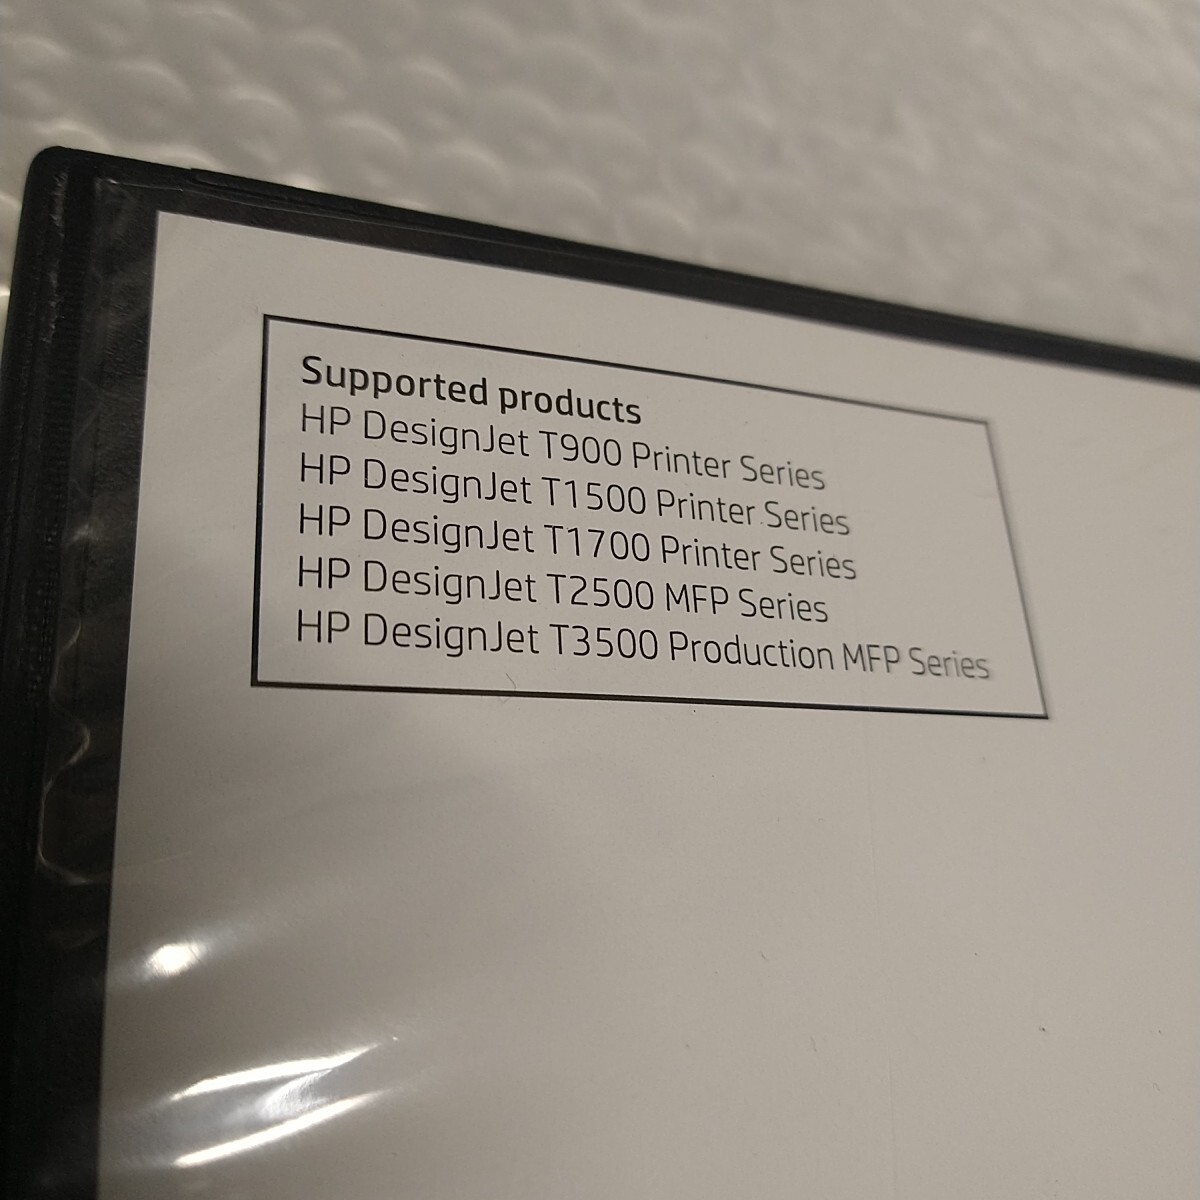 Supported products
HP DesignJet T900 Printer Series
HP DesignJet T1500 Printer Series
HP DesignJet T1700 Printer Series
HP DesignJet T2500 MFP Series
HP DesignJet T3500 Production MFP Series